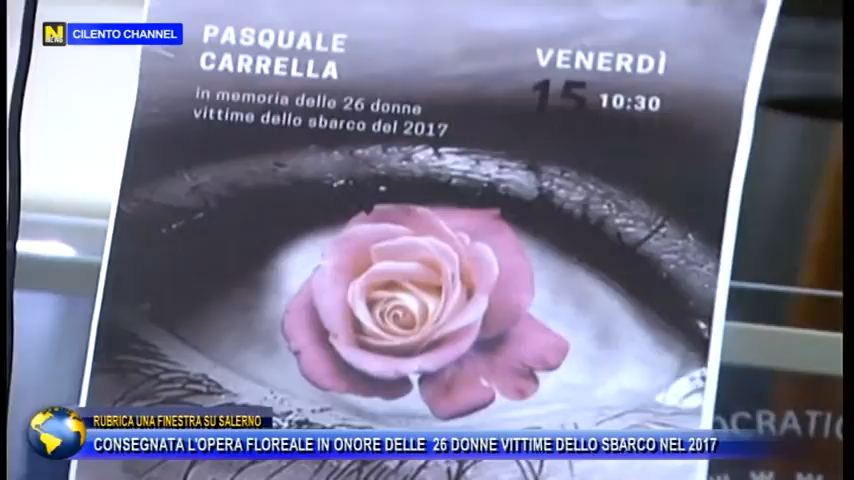 N
CILENTO CHANNEL
PASQUALE
CARRELLA
in memoria delle 26 donne
vittime dello sbarco del 2017
VENERDÌ
15 10:30
RUBRICA UNA FINESTRA SU SALERNO
CONSEGNATA L'OPERA FLOREALE IN ONORE DELLE 26 DONNE VITTIME DELLO SBARCO NEL 2017